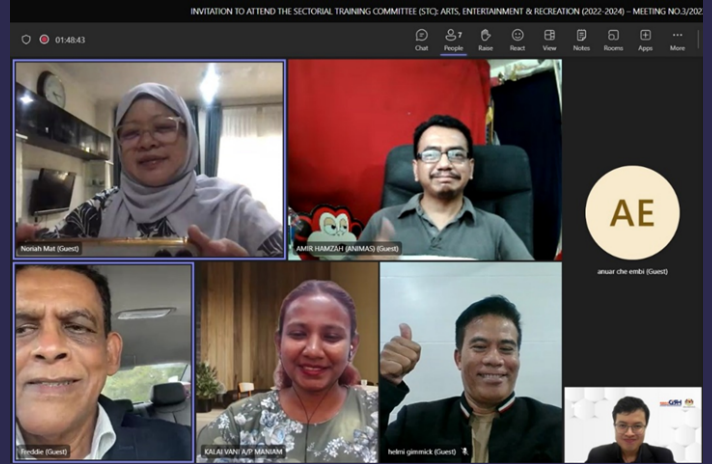 INVITATION TO ATTEND THE SECTORIAL TRAINING COMMITTEE (STC): ARTS, ENTERTAINMENT & RECREATION (2022-2024) – MEETING NO.3/202
01:48:43
7
Chat People Raise React View Notes Rooms Apps More
Noriah Mat (Guest)
AMIR HAMZAH (ANIMAS) (Guest)
AE
anuar che embi (Guest)
Freddie (Guest)
KALAI VANI A/P MANIAM
helmi gimmick (Guest)